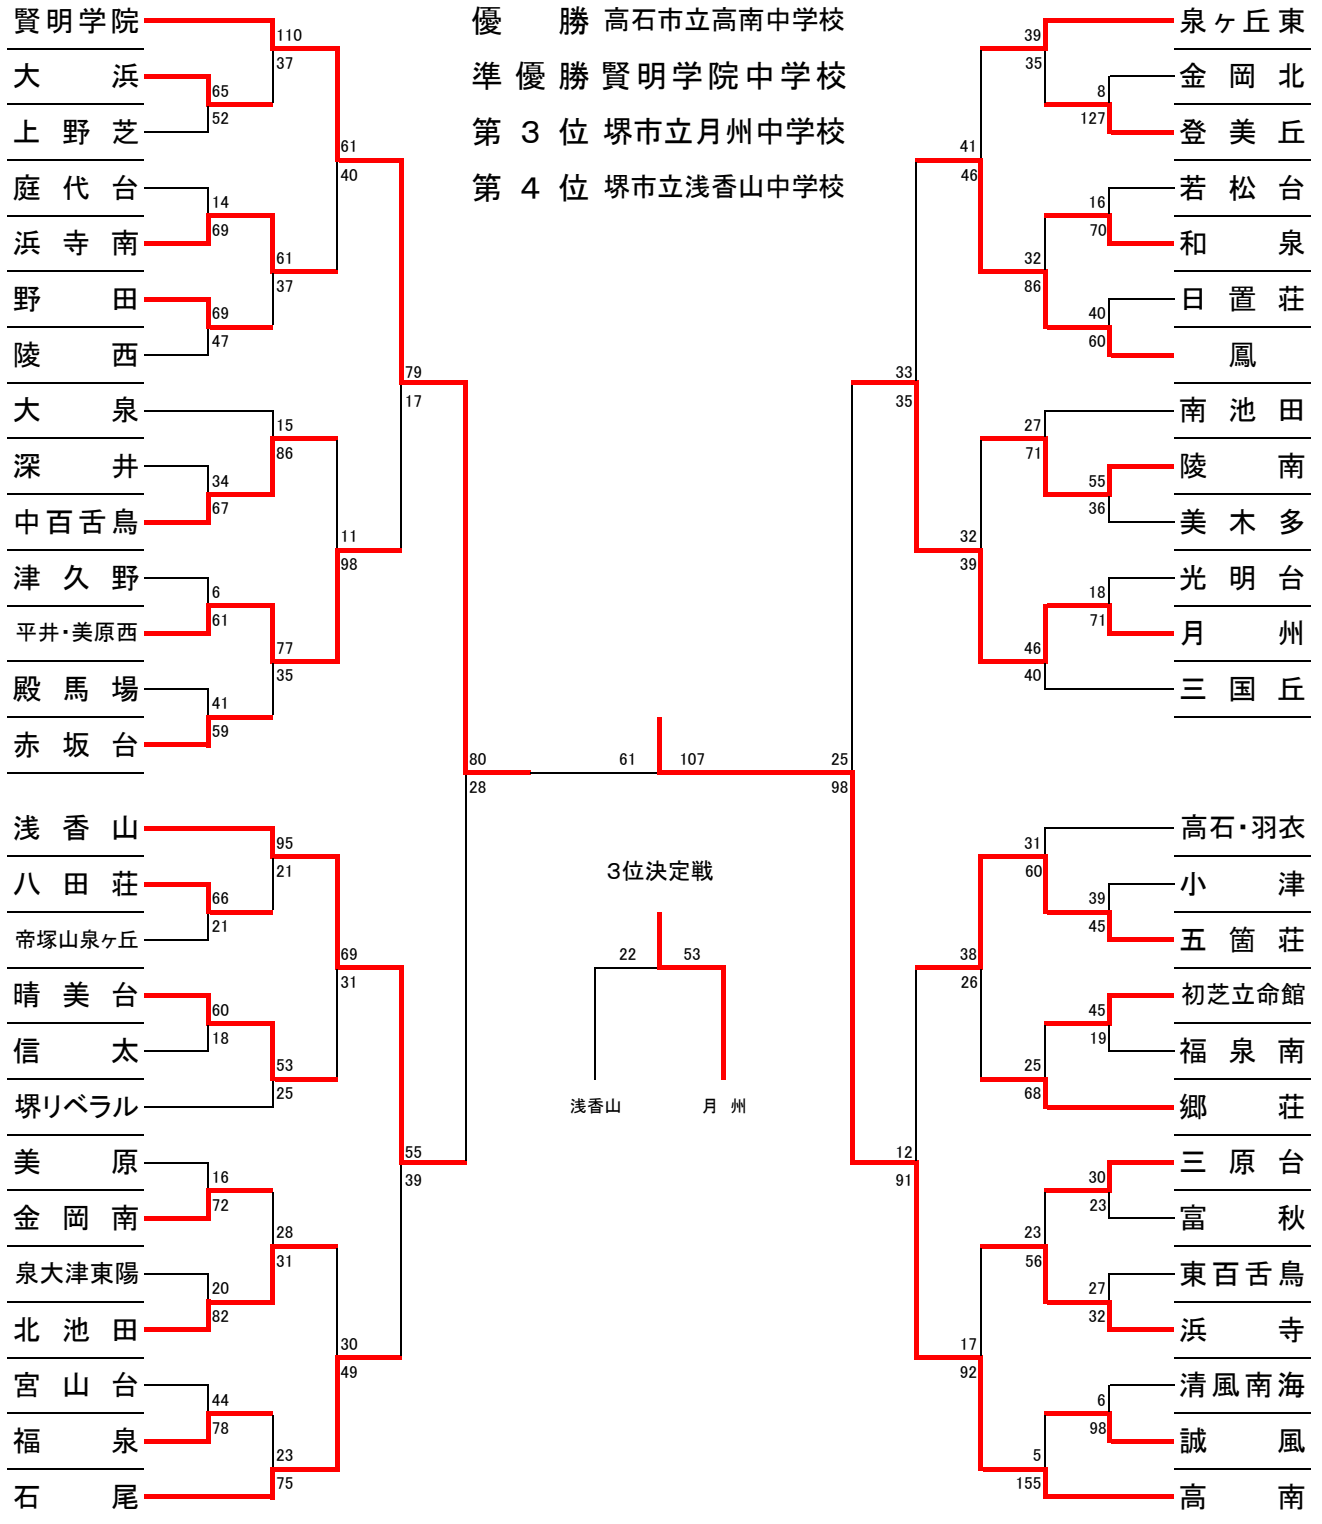 優勝 高石市立高南中学校
準優勝 賢明学院中学校
第3位 堺市立月州中学校
第4位 堺市立浅香山中学校
賢明学院
110
37
大浜
65
52
上野芝
61
40
庭代台
14
69
浜寺南
61
37
野田
69
47
陵西
79
17
大泉
15
86
深井
34
67
中百舌鳥
11
98
津久野
6
61
平井・美原西
77
35
殿馬場
41
59
赤坂台
80
28
浅香山
95
21
八田荘
66
21
帝塚山泉ヶ丘
69
31
晴美台
60
18
信太
53
25
堺リベラル
55
39
美原
16
72
金岡南
28
31
泉大津東陽
20
82
北池田
30
49
宮山台
44
78
福泉
23
75
石尾
61 107
3位決定戦
22 53
浅香山 月州
泉ヶ丘東
39
35
金岡北
8
127
登美丘
41
46
若松台
16
70
和泉
32
86
日置荘
40
60
鳳
33
35
南池田
27
71
陵南
55
36
美木多
32
39
光明台
18
71
月州
46
40
三国丘
25
98
高石・羽衣
31
60
小津
39
45
五箇荘
38
26
初芝立命館
45
19
福泉南
25
68
郷荘
12
91
三原台
30
23
富秋
23
56
東百舌鳥
27
32
浜寺
17
92
清風南海
6
98
誠風
5
155
高南